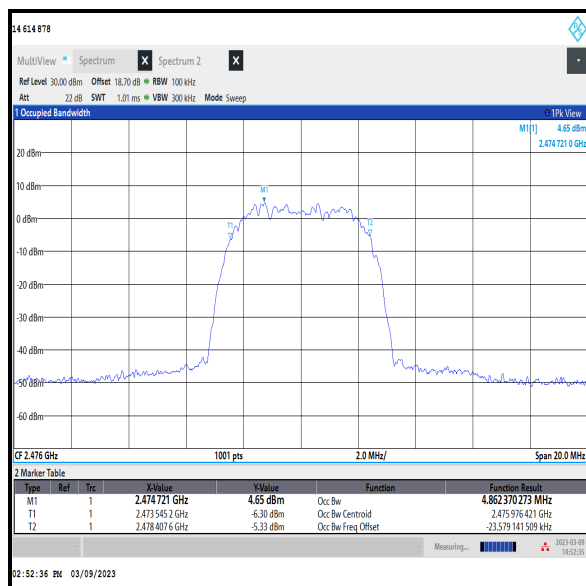 14 614 878
MultiView Spectrum X Spectrum 2 X
Ref Level 30.00 dBm Offset 18.70 dB RBW 100 kHz
Att 22 dB SWT 1.01 ms VBW 300 kHz Mode Sweep
1 Occupied Bandwidth 1Pk View
M1[1] 4.65 dBm
2.474 721 0 GHz
20 dBm
10 dBm
M1
0 dBm
T1 T2
-10 dBm
-20 dBm
-30 dBm
-40 dBm
-50 dBm
-60 dBm
CF 2.476 GHz 1001 pts 2.0 MHz/ Span 20.0 MHz
2 Marker Table
Type Ref Trc X-Value Y-Value Function Function Result
M1 1 2.474 721 GHz 4.65 dBm Occ Bw 4.862 370 273 MHz
T1 1 2.473 545 2 GHz -6.30 dBm Occ Bw Centroid 2.475 976 421 GHz
T2 1 2.478 407 6 GHz -5.33 dBm Occ Bw Freq Offset -23.579 141 509 kHz
Measuring... 2023-03-09
14:52:35
02:52:36 PM 03/09/2023